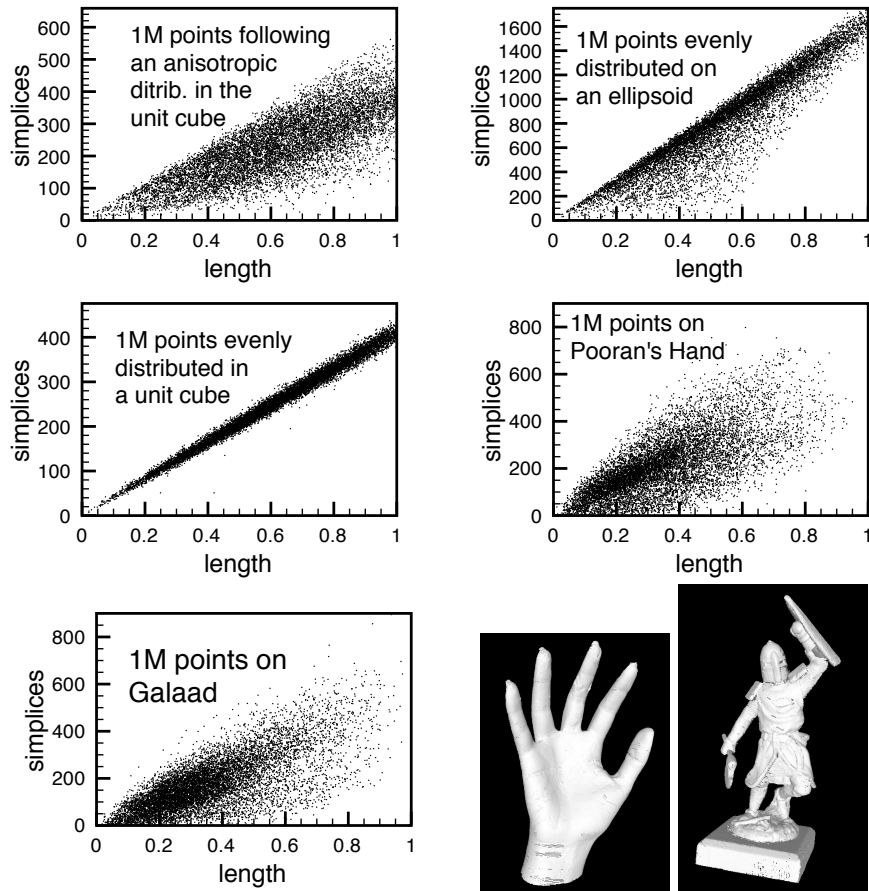 600
500
400
300
200
100
0
simplices
1M points following
an anisotropic
ditrib. in the
unit cube
0 0.2 0.4 0.6 0.8 1
length
1600
1400
1200
1000
800
600
400
200
0
simplices
1M points evenly
distributed on
an ellipsoid
0 0.2 0.4 0.6 0.8 1
length
400
300
200
100
0
simplices
1M points evenly
distributed in
a unit cube
0 0.2 0.4 0.6 0.8 1
length
800
600
400
200
0
simplices
1M points on
Pooran's Hand
0 0.2 0.4 0.6 0.8 1
length
800
600
400
200
0
simplices
1M points on
Galaad
0 0.2 0.4 0.6 0.8 1
length